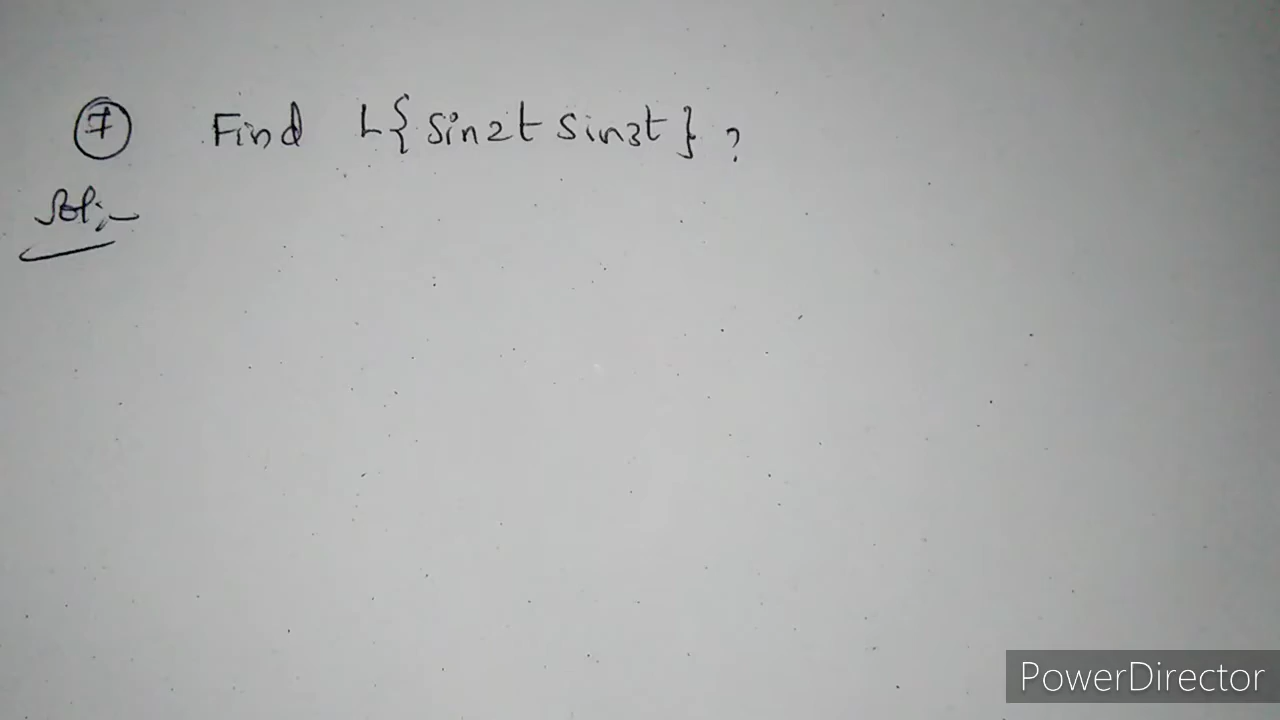 7 Find L{sin2t sin3t} ?
Sol:-
PowerDirector